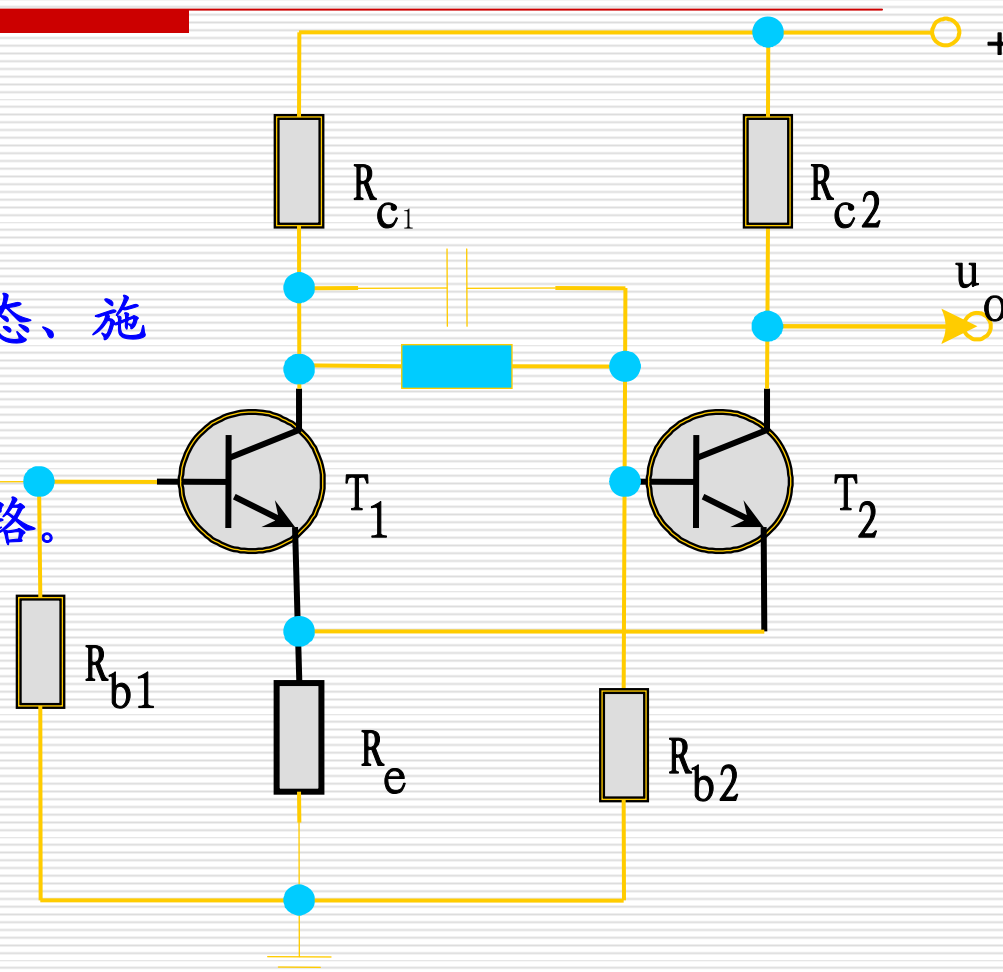 +
Rc1
Rc2
uo
态、施
T1
T2
路。
Rb1
Re
Rb2